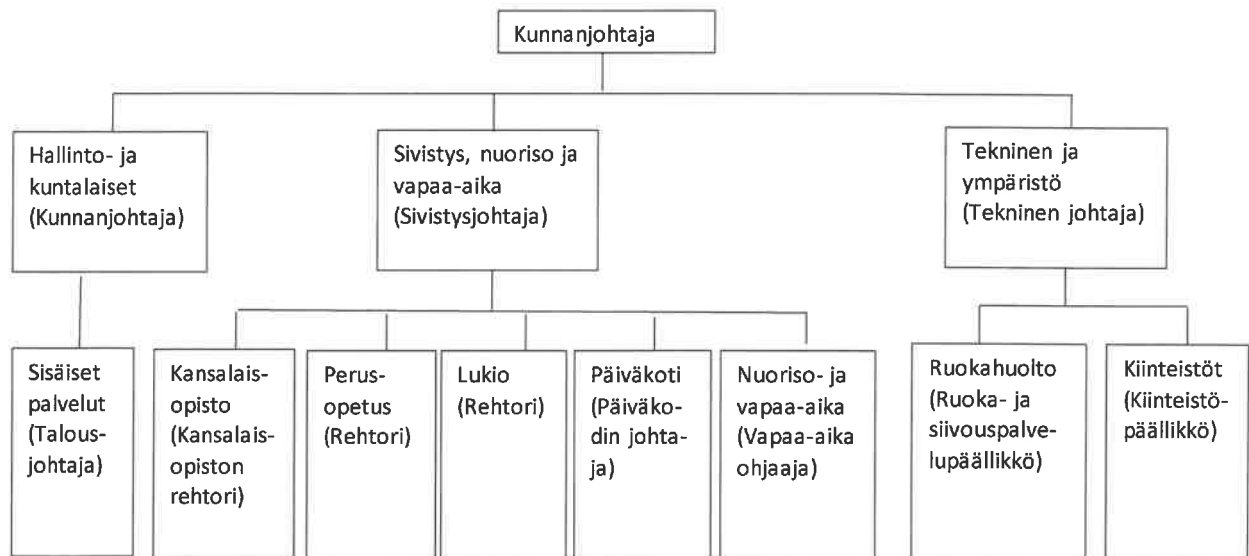 Kunnanjohtaja
Hallinto- ja
kuntalaiset
(Kunnanjohtaja)
Sivistys, nuoriso ja
vapaa-aika
(Sivistysjohtaja)
Tekninen ja
ympäristö
(Tekninen johtaja)
Sisäiset
palvelut
(Talous-
johtaja)
Kansalais-
opisto
(Kansalais-
opiston
rehtori)
Perus-
opetus
(Rehtori)
Lukio
(Rehtori)
Päiväkoti
(Päiväko-
din johta-
ja)
Nuoriso- ja
vapaa-aika
(Vapaa-aika
ohjaaja)
Ruokahuolto
(Ruoka- ja
siivouspalve-
lupäällikkö)
Kiinteistöt
(Kiinteistö-
päällikkö)